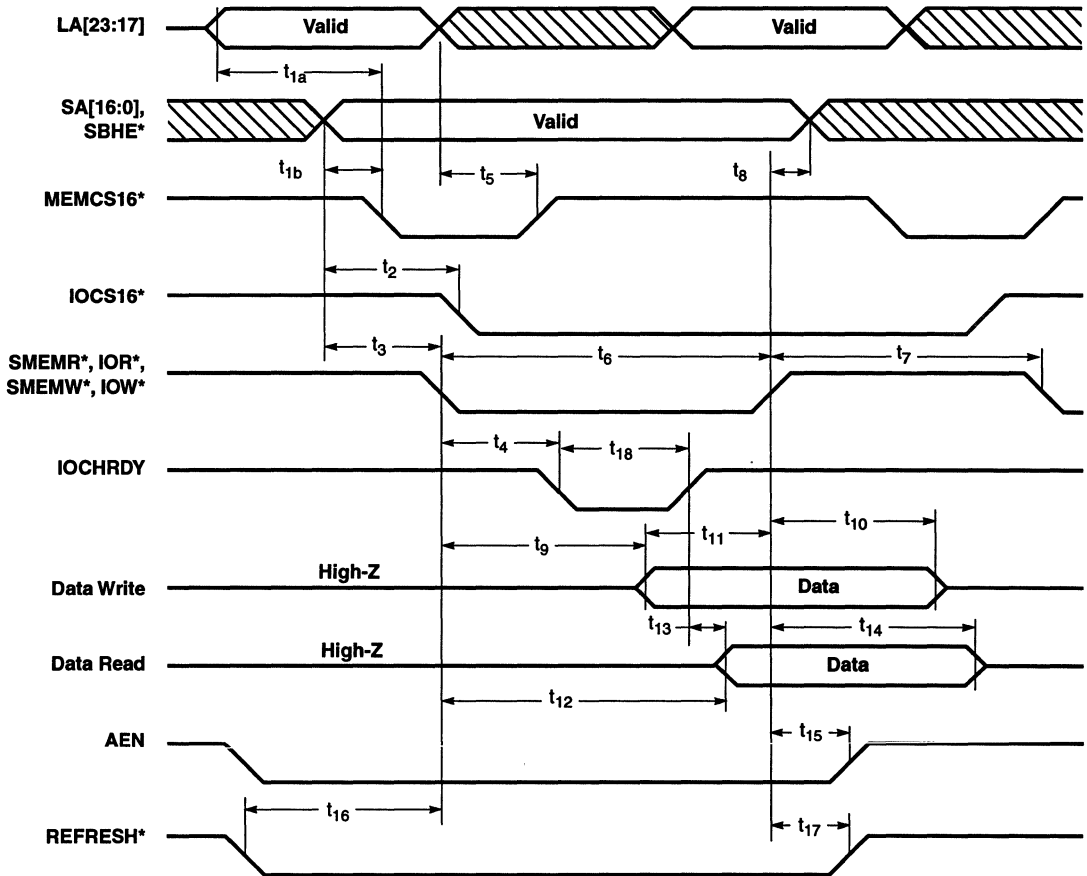 LA[23:17]
Valid
Valid
t1a
SA[16:0],
SBHE*
Valid
t1b
t5
t8
MEMCS16*
t2
IOCS16*
t3
t6
t7
SMEMR*, IOR*,
SMEMW*, IOW*
t4
t18
IOCHRDY
t9
t11
t10
High-Z
Data Write
Data
t13
t14
High-Z
Data Read
Data
t12
AEN
t15
t16
t17
REFRESH*